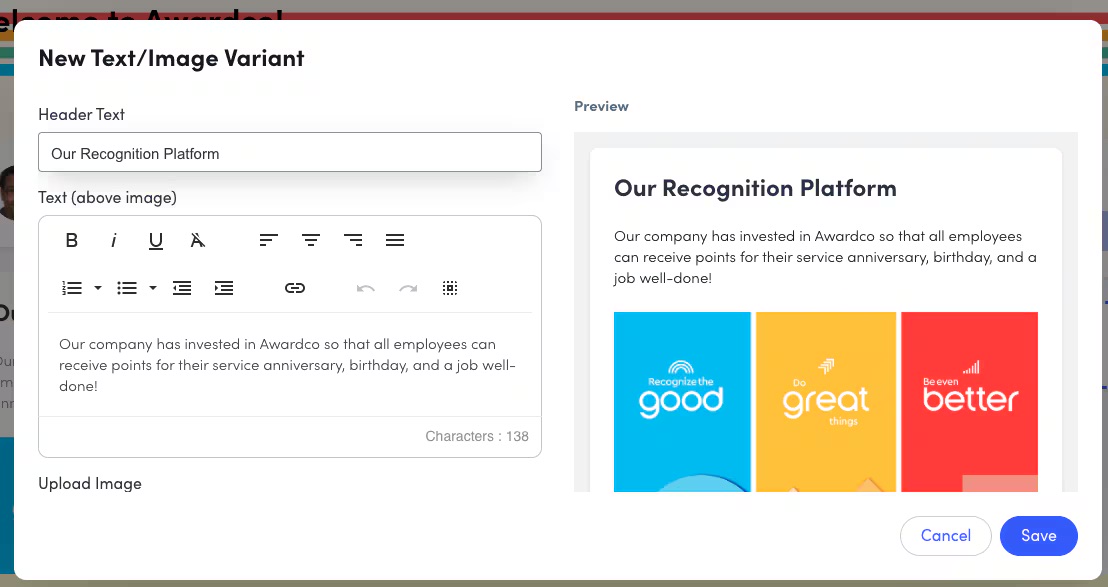 elcome to Awardco!
New Text/Image Variant
Header Text
Our Recognition Platform
Text (above image)
B i U A
Our company has invested in Awardco so that all employees can
receive points for their service anniversary, birthday, and a job well-
done!
Characters : 138
Upload Image
Preview
Our Recognition Platform
Our company has invested in Awardco so that all employees
can receive points for their service anniversary, birthday, and a
job well-done!
Recognize the
good
Do
great
things
Be even
better
Cancel
Save